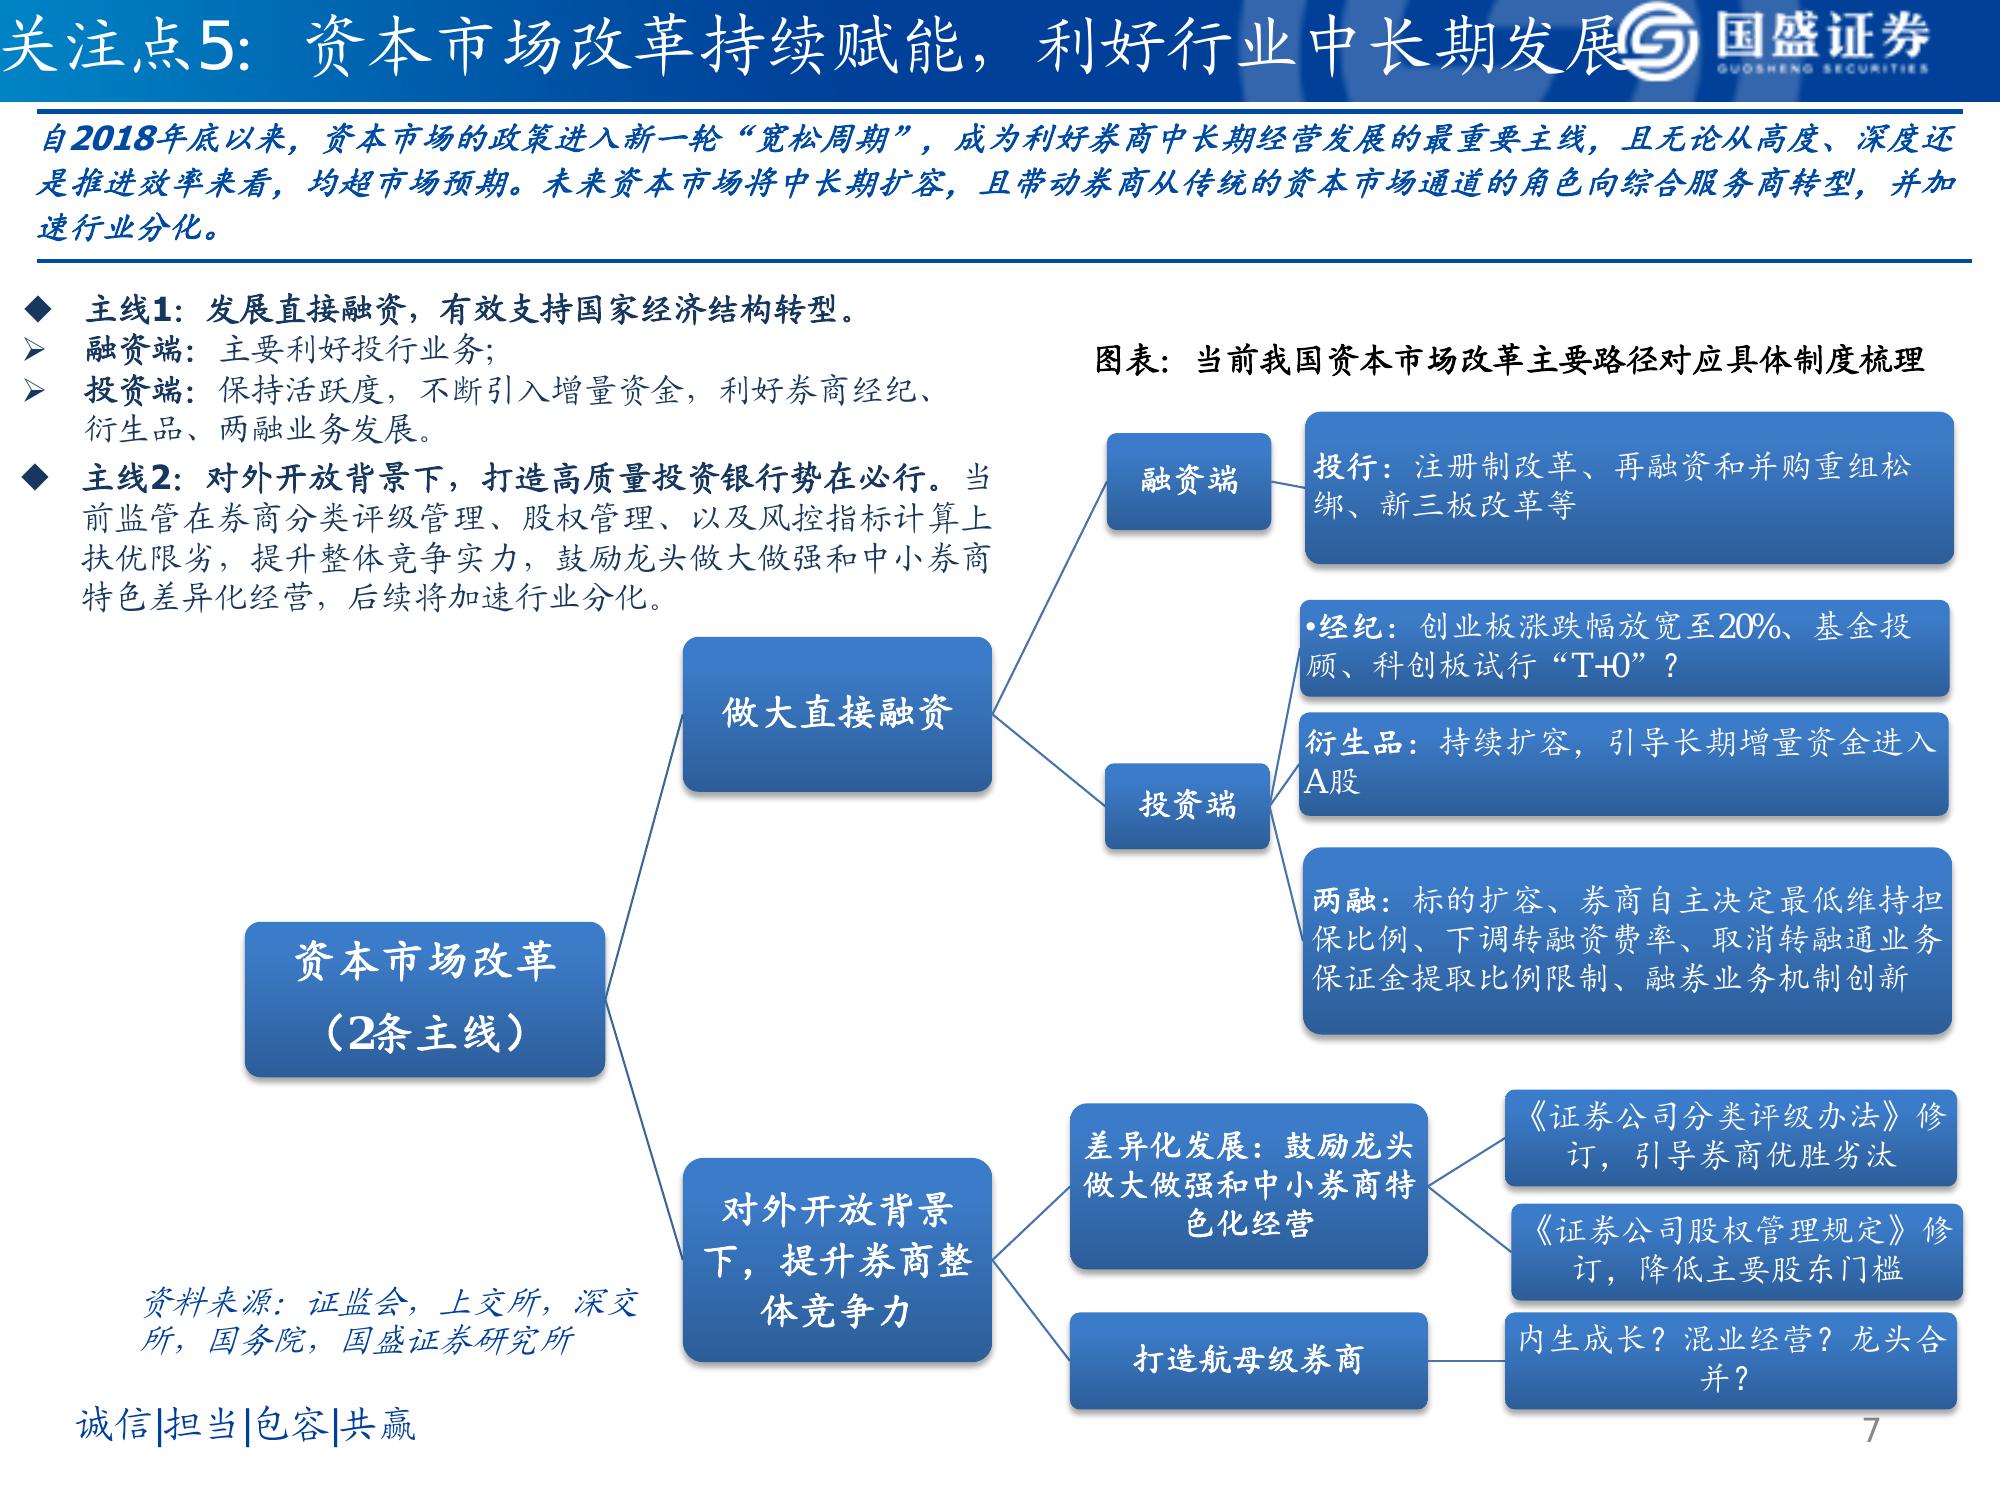 关注点5： 资本市场改革持续赋能，利好行业中长期发展
国盛证券
GUOSHENG SECURITIES
自2018年底以来，资本市场的政策进入新一轮“宽松周期”，成为利好券商中长期经营发展的最重要主线，且无论从高度、深度还
是推进效率来看，均超市场预期。未来资本市场将中长期扩容，且带动券商从传统的资本市场通道的角色向综合服务商转型，并加
速行业分化。
◆ 主线1：发展直接融资，有效支持国家经济结构转型。
➢ 融资端：主要利好投行业务;
➢ 投资端：保持活跃度，不断引入增量资金，利好券商经纪、
衍生品、两融业务发展。
◆ 主线2：对外开放背景下，打造高质量投资银行势在必行。当
前监管在券商分类评级管理、股权管理、以及风控指标计算上
扶优限劣，提升整体竞争实力，鼓励龙头做大做强和中小券商
特色差异化经营，后续将加速行业分化。
图表：当前我国资本市场改革主要路径对应具体制度梳理
资本市场改革
（2条主线）
做大直接融资
融资端
投行：注册制改革、再融资和并购重组松
绑、新三板改革等
投资端
•经纪：创业板涨跌幅放宽至20%、基金投
顾、科创板试行“T+0”？
衍生品：持续扩容，引导长期增量资金进入
A股
两融：标的扩容、券商自主决定最低维持担
保比例、下调转融资费率、取消转融通业务
保证金提取比例限制、融券业务机制创新
对外开放背景
下，提升券商整
体竞争力
差异化发展：鼓励龙头
做大做强和中小券商特
色化经营
《证券公司分类评级办法》修
订，引导券商优胜劣汰
《证券公司股权管理规定》修
订，降低主要股东门槛
打造航母级券商
内生成长？混业经营？龙头合
并？
资料来源：证监会，上交所，深交
所，国务院，国盛证券研究所
诚信|担当|包容|共赢
7